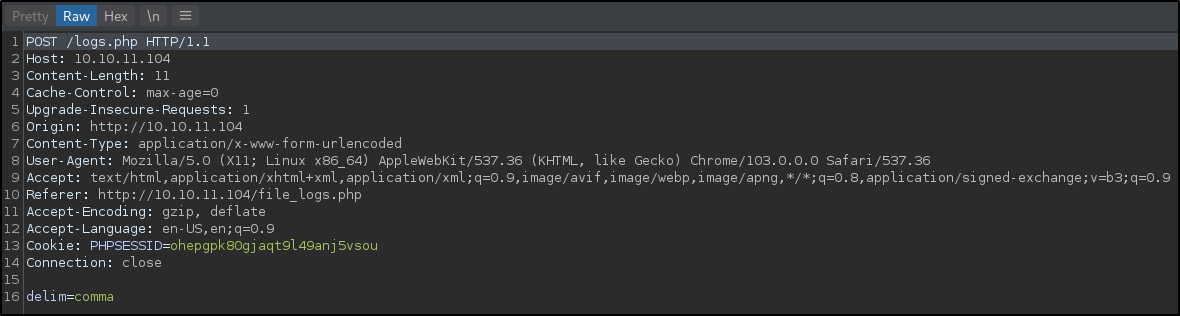 Pretty Raw Hex \n ≡
1 POST /logs.php HTTP/1.1
2 Host: 10.10.11.104
3 Content-Length: 11
4 Cache-Control: max-age=0
5 Upgrade-Insecure-Requests: 1
6 Origin: http://10.10.11.104
7 Content-Type: application/x-www-form-urlencoded
8 User-Agent: Mozilla/5.0 (X11; Linux x86_64) AppleWebKit/537.36 (KHTML, like Gecko) Chrome/103.0.0.0 Safari/537.36
9 Accept: text/html,application/xhtml+xml,application/xml;q=0.9,image/avif,image/webp,image/apng,*/*;q=0.8,application/signed-exchange;v=b3;q=0.9
10 Referer: http://10.10.11.104/file_logs.php
11 Accept-Encoding: gzip, deflate
12 Accept-Language: en-US,en;q=0.9
13 Cookie: PHPSESSID=ohepgpk80gjaqt9l49anj5vsou
14 Connection: close
15
16 delim=comma